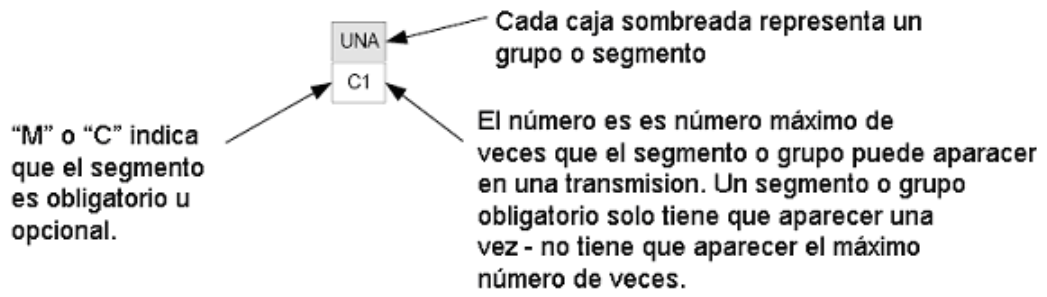 UNA
C1
Cada caja sombreada representa un
grupo o segmento
“M” o “C” indica
que el segmento
es obligatorio u
opcional.
El número es es número máximo de
veces que el segmento o grupo puede aparacer
en una transmision. Un segmento o grupo
obligatorio solo tiene que aparecer una
vez - no tiene que aparecer el máximo
número de veces.